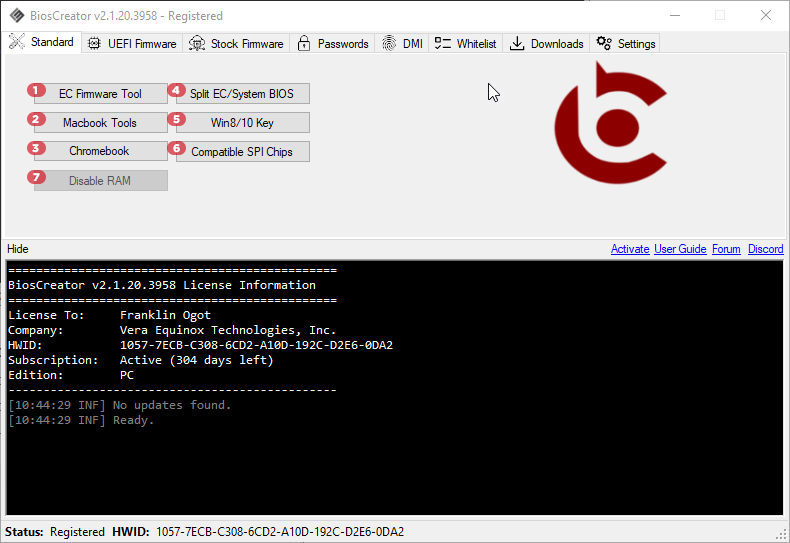 BiosCreator v2.1.20.3958 - Registered
Standard UEFI Firmware Stock Firmware Passwords DMI Whitelist Downloads Settings
1 EC Firmware Tool 4 Split EC/System BIOS
2 Macbook Tools 5 Win8/10 Key
3 Chromebook 6 Compatible SPI Chips
7 Disable RAM
Hide Activate User Guide Forum Discord
===============================================
BiosCreator v2.1.20.3958 License Information
===============================================
License To: Franklin Ogot
Company: Vera Equinox Technologies, Inc.
HWID: 1057-7ECB-C308-6CD2-A10D-192C-D2E6-0DA2
Subscription: Active (304 days left)
Edition: PC
-----------------------------------------------
[10:44:29 INF] No updates found.
[10:44:29 INF] Ready.
Status: Registered HWID: 1057-7ECB-C308-6CD2-A10D-192C-D2E6-0DA2